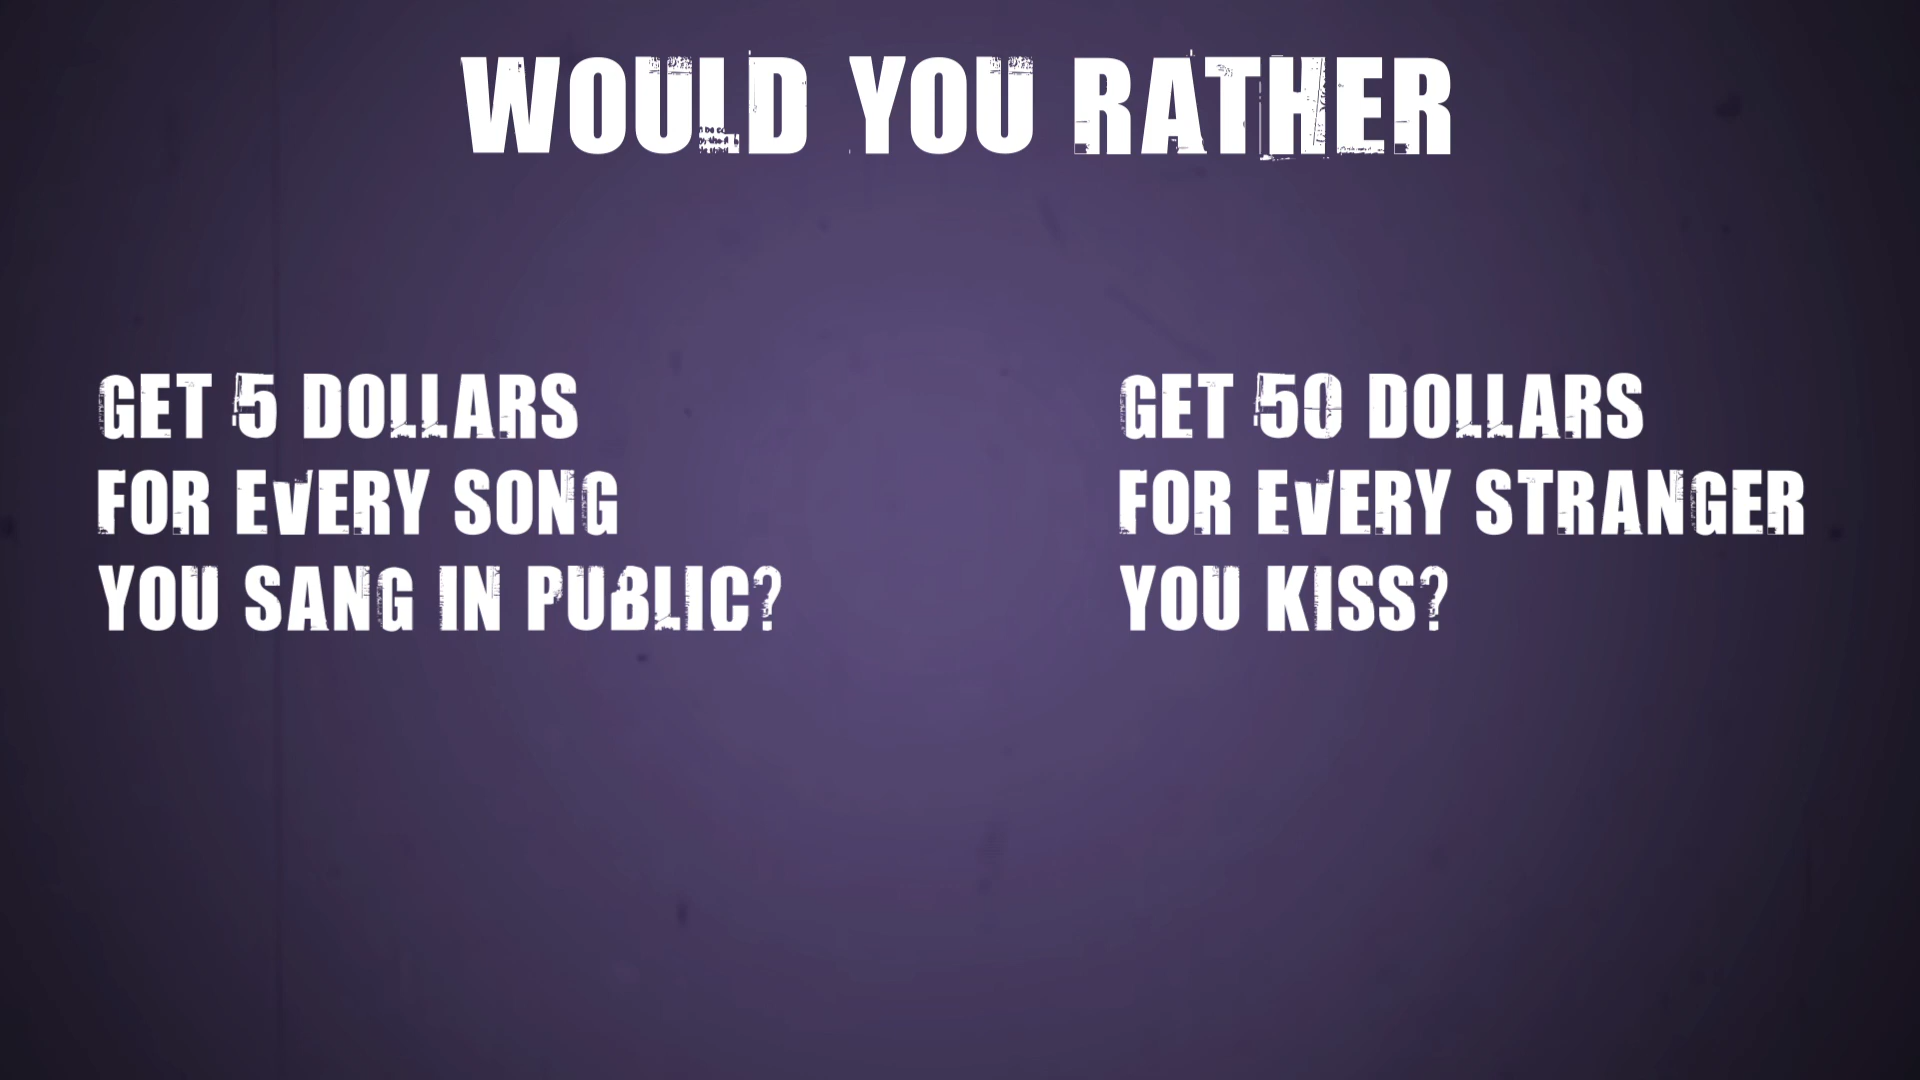 WOULD YOU RATHER
GET 5 DOLLARS
FOR EVERY SONG
YOU SANG IN PUBLIC?
GET 50 DOLLARS
FOR EVERY STRANGER
YOU KISS?